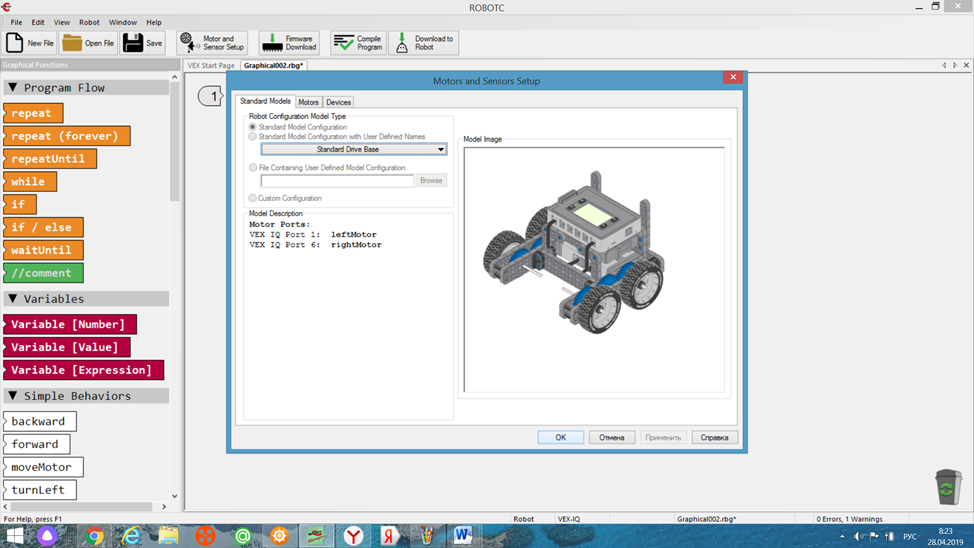 ROBOTC
File Edit View Robot Window Help
New File Open File Save Motor and Sensor Setup Firmware Download Compile Program Download to Robot
Graphical Functions
VEX Start Page Graphical002.rbg*
Program Flow
repeat
repeat (forever)
repeatUntil
while
if
if / else
waitUntil
//comment
Variables
Variable [Number]
Variable [Value]
Variable [Expression]
Simple Behaviors
backward
forward
moveMotor
turnLeft
1
Motors and Sensors Setup
Standard Models Motors Devices
Robot Configuration Model Type
Standard Model Configuration
Standard Model Configuration with User Defined Names
Standard Drive Base
File Containing User Defined Model Configuration
Browse
Custom Configuration
Model Description
Motor Ports:
VEX IQ Port 1: leftMotor
VEX IQ Port 6: rightMotor
Model Image
OK Отмена Применить Справка
For Help, press F1 Robot VEX-IQ Graphical002.rbg* 0 Errors, 1 Warnings
РУС 8:23
28.04.2019